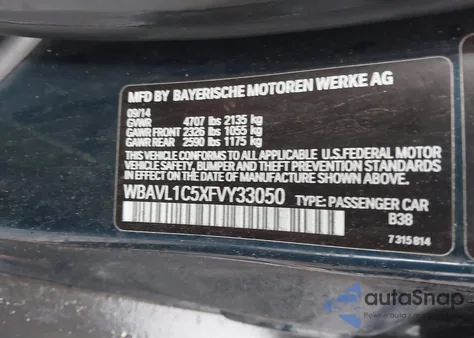 MFD BY BAYERISCHE MOTOREN WERKE AG
09/14
GVWR 4707 lbs 2135 kg
GAWR FRONT 2326 lbs 1055 kg
GAWR REAR 2590 lbs 1175 kg
THIS VEHICLE CONFORMS TO ALL APPLICABLE U.S. FEDERAL MOTOR
VEHICLE SAFETY, BUMPER AND THEFT PREVENTION STANDARDS
IN EFFECT ON THE DATE OF MANUFACTURE SHOWN ABOVE.
WBAVL1C5XFVY33050 TYPE: PASSENGER CAR
B38
7 315 814
autoSnap